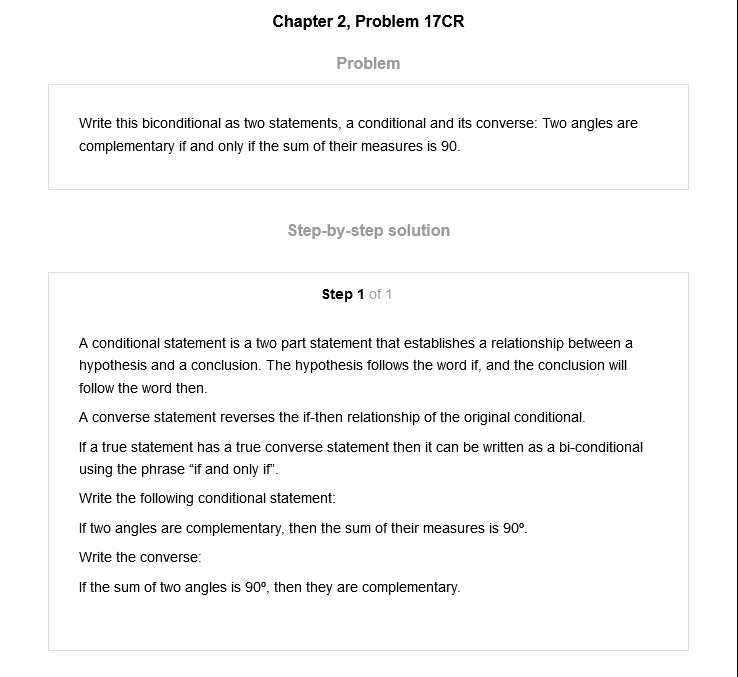 Chapter 2, Problem 17CR
Problem
Write this biconditional as two statements, a conditional and its converse: Two angles are
complementary if and only if the sum of their measures is 90.
Step-by-step solution
Step 1 of 1
A conditional statement is a two part statement that establishes a relationship between a
hypothesis and a conclusion. The hypothesis follows the word if, and the conclusion will
follow the word then.
A converse statement reverses the if-then relationship of the original conditional.
If a true statement has a true converse statement then it can be written as a bi-conditional
using the phrase “if and only if”.
Write the following conditional statement:
If two angles are complementary, then the sum of their measures is 90º.
Write the converse:
If the sum of two angles is 90º, then they are complementary.